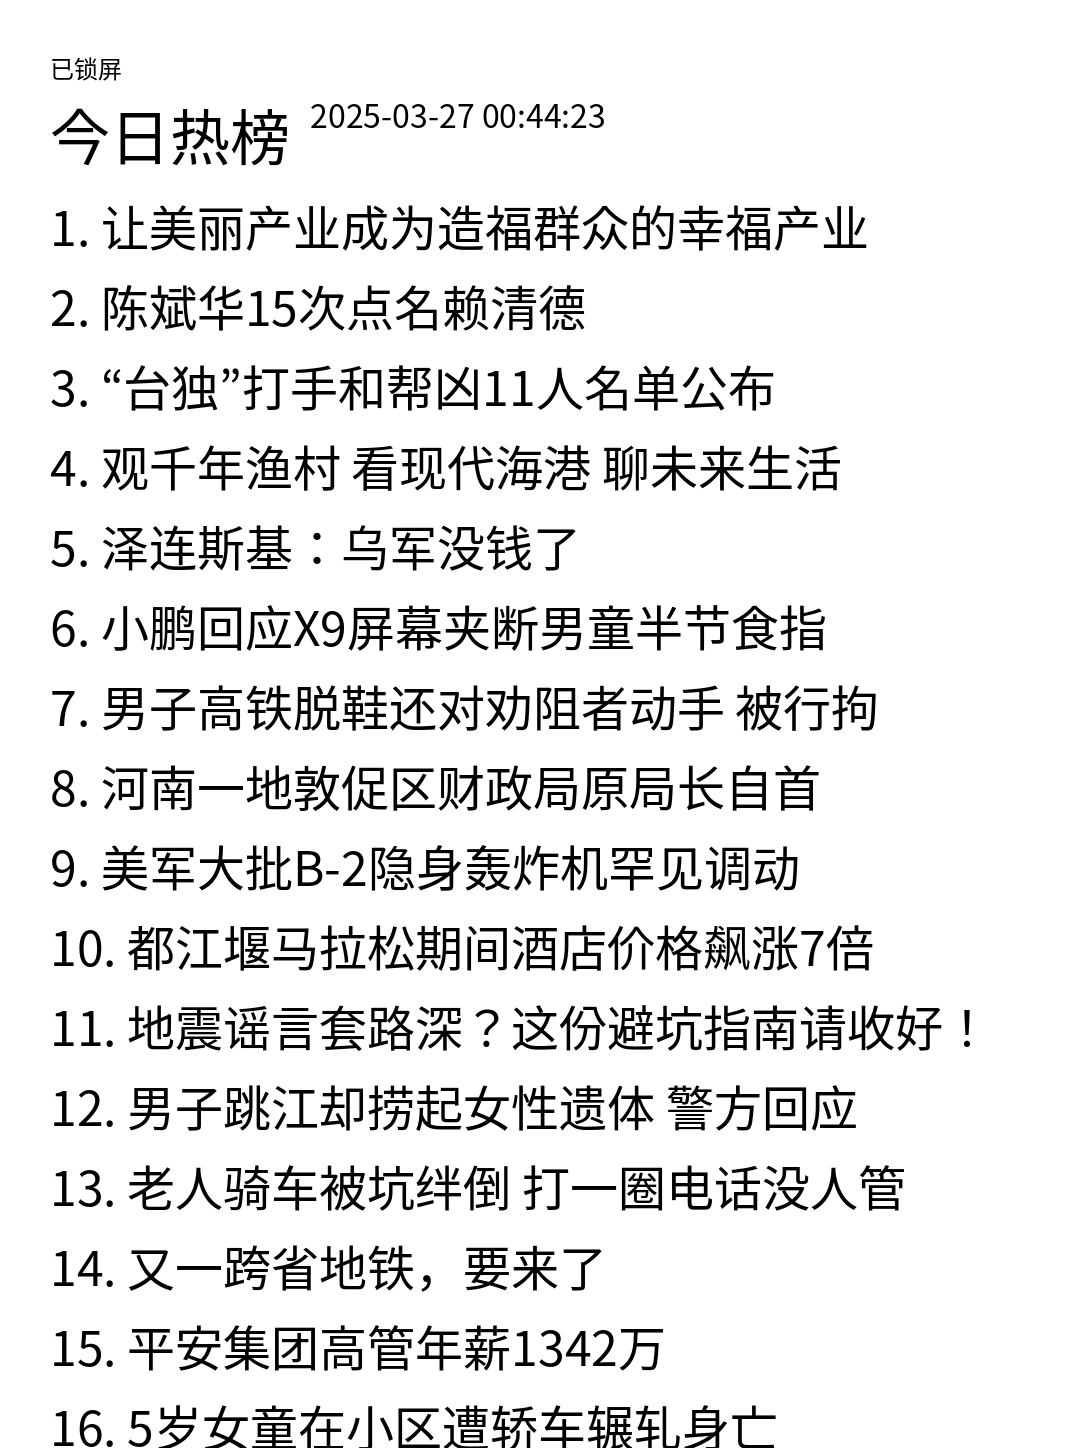 已锁屏
今日热榜 2025-03-27 00:44:23
1. 让美丽产业成为造福群众的幸福产业
2. 陈斌华15次点名赖清德
3. “台独”打手和帮凶11人名单公布
4. 观千年渔村 看现代海港 聊未来生活
5. 泽连斯基：乌军没钱了
6. 小鹏回应X9屏幕夹断男童半节食指
7. 男子高铁脱鞋还对劝阻者动手 被行拘
8. 河南一地敦促区财政局原局长自首
9. 美军大批B-2隐身轰炸机罕见调动
10. 都江堰马拉松期间酒店价格飙涨7倍
11. 地震谣言套路深？这份避坑指南请收好！
12. 男子跳江却捞起女性遗体 警方回应
13. 老人骑车被坑绊倒 打一圈电话没人管
14. 又一跨省地铁，要来了
15. 平安集团高管年薪1342万
16. 5岁女童在小区遭轿车辗轧身亡